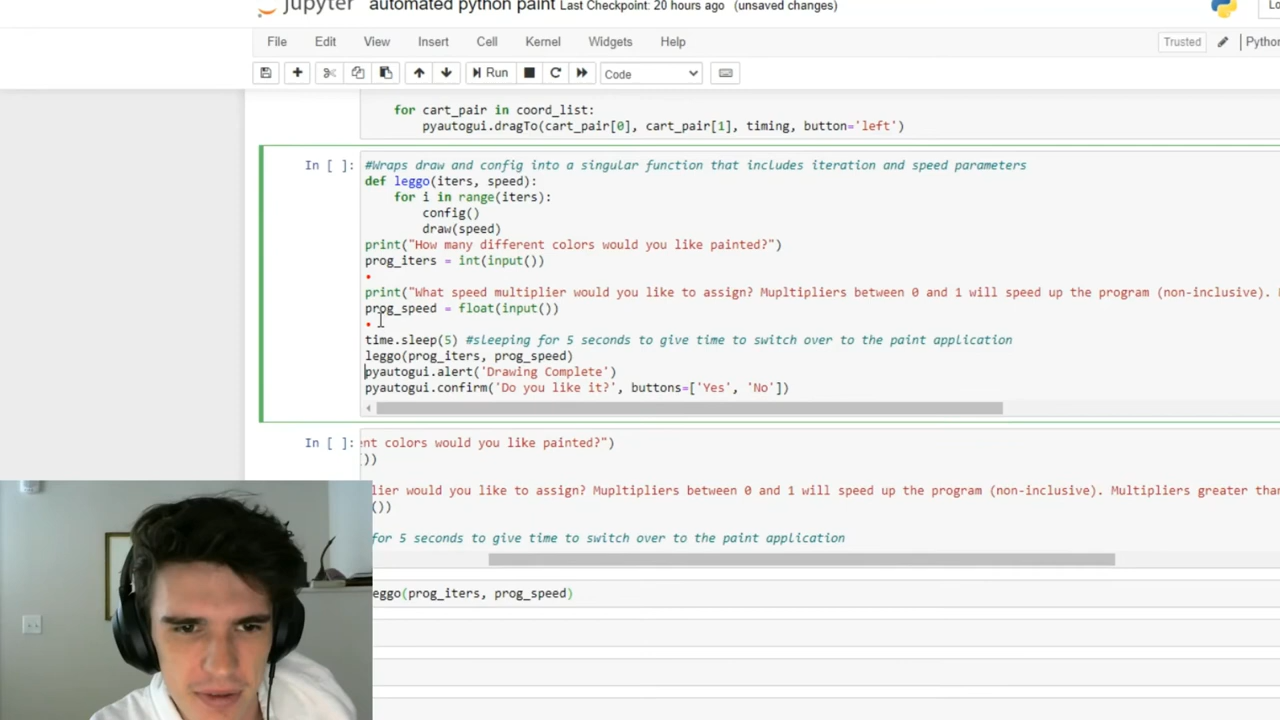 jupyter automated python paint Last Checkpoint: 20 hours ago (unsaved changes)
File Edit View Insert Cell Kernel Widgets Help Trusted Python
Run Code
for cart_pair in coord_list:
pyautogui.dragTo(cart_pair[0], cart_pair[1], timing, button='left')
In [ ]: #Wraps draw and config into a singular function that includes iteration and speed parameters
def leggo(iters, speed):
for i in range(iters):
config()
draw(speed)
print("How many different colors would you like painted?")
prog_iters = int(input())
print("What speed multiplier would you like to assign? Mupltipliers between 0 and 1 will speed up the program (non-inclusive).
prog_speed = float(input())
time.sleep(5) #sleeping for 5 seconds to give time to switch over to the paint application
leggo(prog_iters, prog_speed)
pyautogui.alert('Drawing Complete')
pyautogui.confirm('Do you like it?', buttons=['Yes', 'No'])
In [ ]: nt colors would you like painted?")
))
lier would you like to assign? Mupltipliers between 0 and 1 will speed up the program (non-inclusive). Multipliers greater than
())
for 5 seconds to give time to switch over to the paint application
eggo(prog_iters, prog_speed)